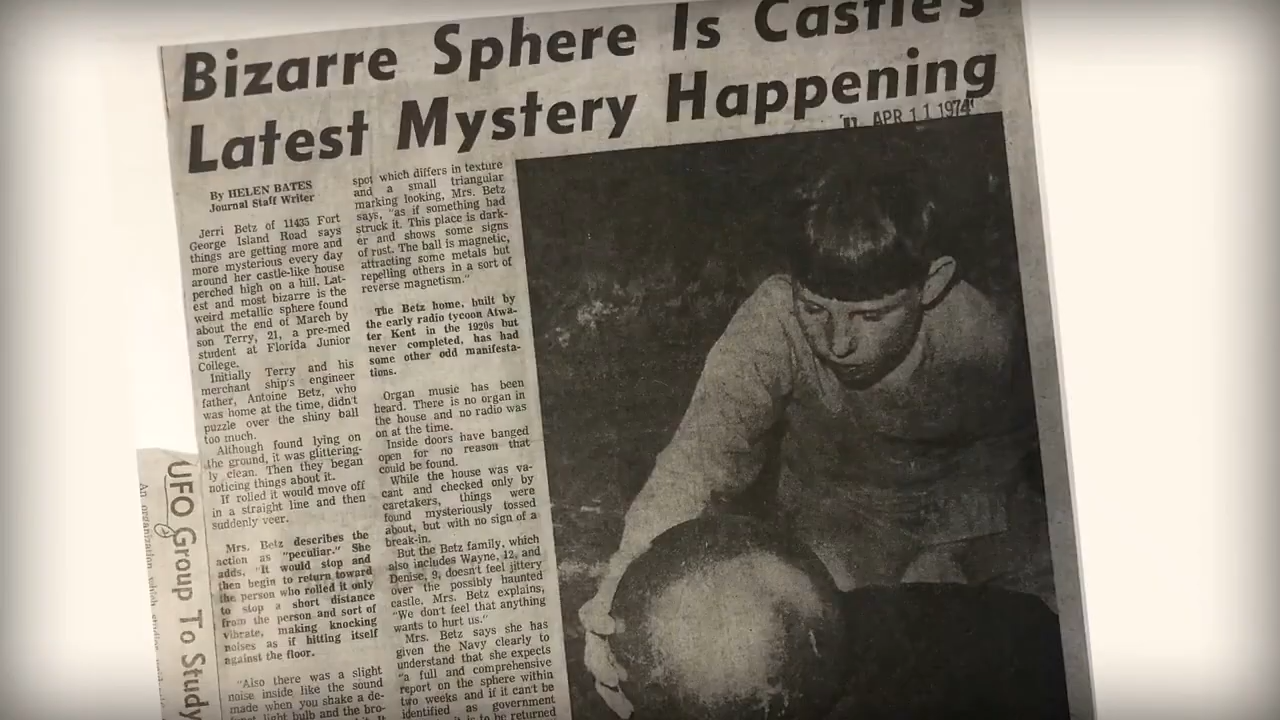 Bizarre Sphere Is Castle's
Latest Mystery Happening
APR 11 1974
By HELEN BATES
Journal Staff Writer
Jerri Betz of 11435 Fort
George Island Road says
things are getting more and
more mysterious every day
around her castle-like house
perched high on a hill. Lat-
est and most bizarre is the
weird metallic sphere found
about the end of March by
son Terry, 21, a pre-med
student at Florida Junior
College.
Initially Terry and his
merchant ship's engineer
father, Antoine Betz, who
was home at the time, didn't
puzzle over the shiny ball
too much.
Although found lying on
the ground, it was glittering-
ly clean. Then they began
noticing things about it.
If rolled it would move off
in a straight line and then
suddenly veer.
Mrs. Betz describes the
action as "peculiar." She
adds, "It would stop and
then begin to return toward
the person who rolled it only
to stop a short distance
from the person and sort of
vibrate, making knocking
noises as if hitting itself
against the floor.
"Also there was a slight
noise inside like the sound
made when you shake a de-
light bulb and the bro-
spot which differs in texture
and a small triangular
marking looking, Mrs. Betz
says, "as if something had
struck it. This place is dark-
er and shows some signs
of rust. The ball is magnetic,
attracting some metals but
repelling others in a sort of
reverse magnetism."
The Betz home, built by
the early radio tycoon Atwa-
ter Kent in the 1920s but
never completed, has had
some other odd manifesta-
tions.
Organ music has been
heard. There is no organ in
the house and no radio was
on at the time.
Inside doors have banged
open for no reason that
could be found.
While the house was va-
cant and checked only by
caretakers, things were
found mysteriously tossed
about, but with no sign of a
break-in.
But the Betz family, which
also includes Wayne, 12, and
Denise, 9, doesn't feel jittery
over the possibly haunted
castle. Mrs. Betz explains,
"We don't feel that anything
wants to hurt us."
Mrs. Betz says she has
given the Navy clearly to
understand that she expects
"a full and comprehensive
report on the sphere within
two weeks and if it can't be
identified as government
it is to be returned
UFO Group To Study
An organization which